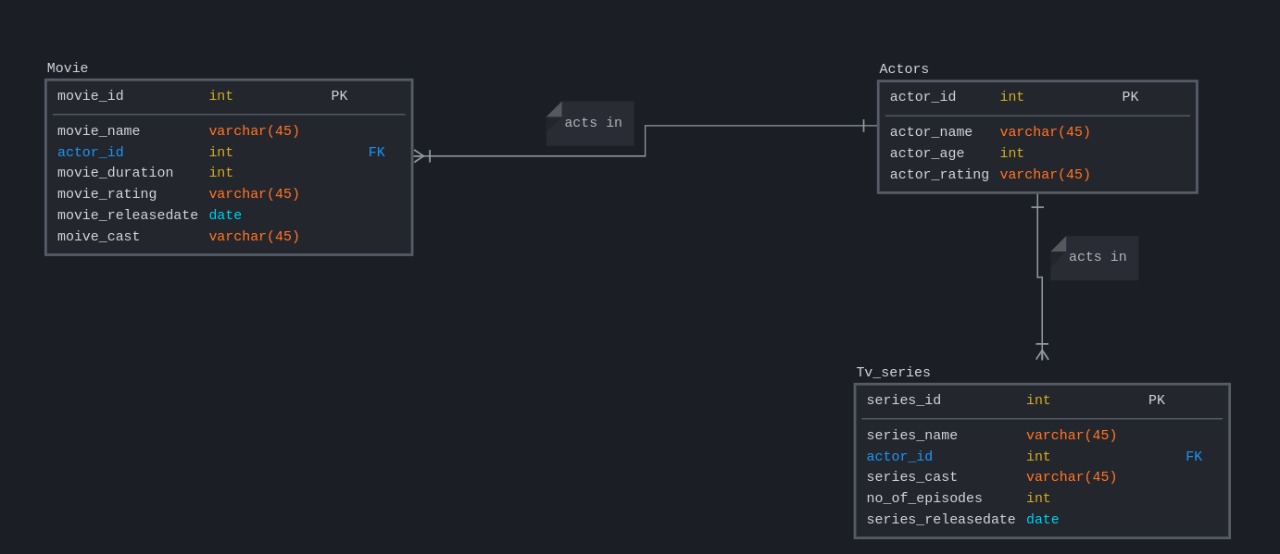 Movie
movie_id int PK
movie_name varchar(45)
actor_id int FK
movie_duration int
movie_rating varchar(45)
movie_releasedate date
moive_cast varchar(45)
acts in
Actors
actor_id int PK
actor_name varchar(45)
actor_age int
actor_rating varchar(45)
acts in
Tv_series
series_id int PK
series_name varchar(45)
actor_id int FK
series_cast varchar(45)
no_of_episodes int
series_releasedate date